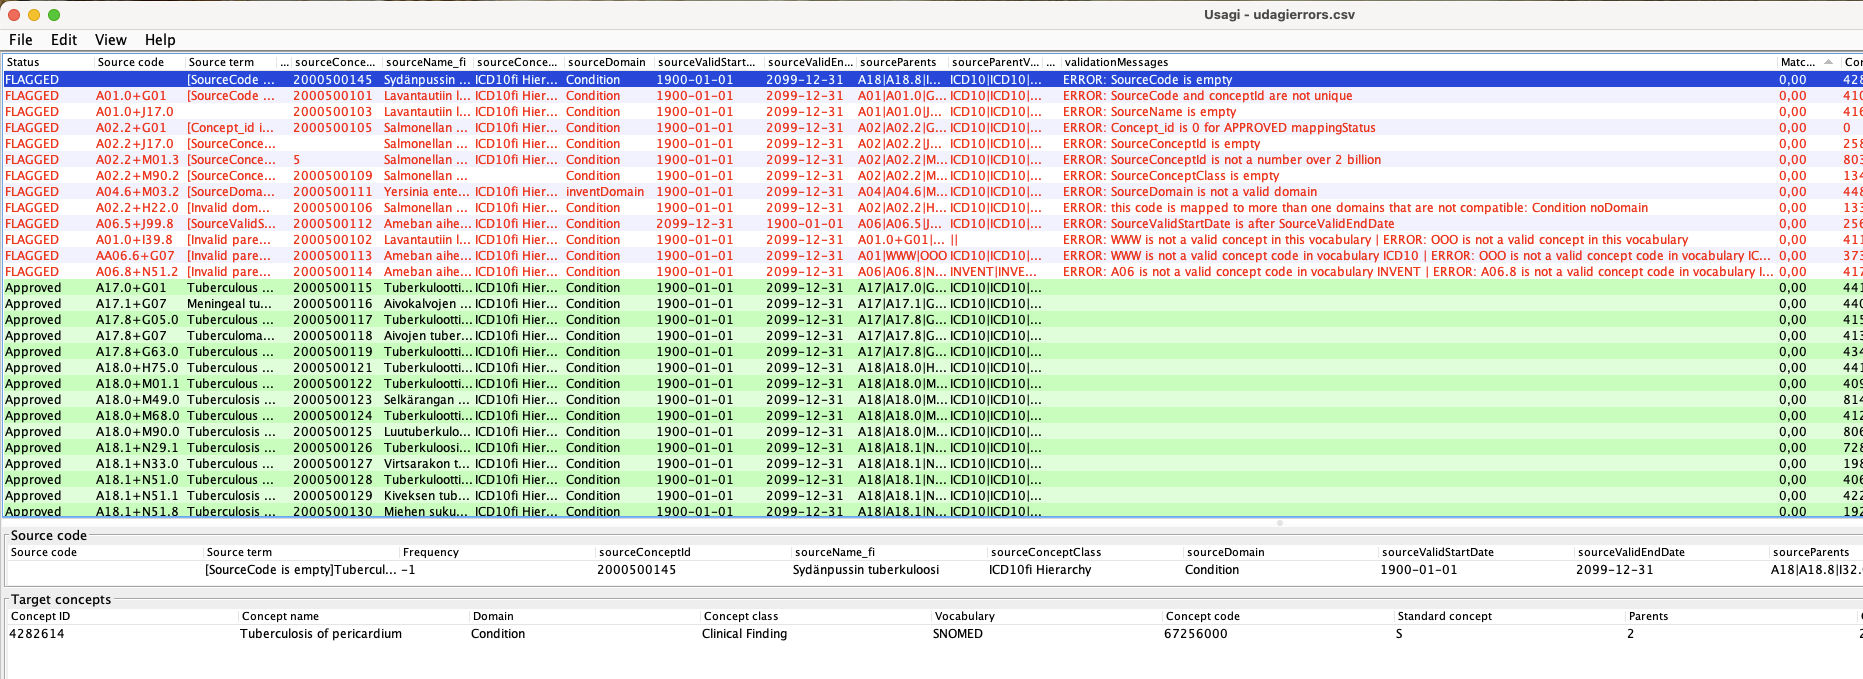 Usagi - udagierrors.csv
File Edit View Help
Status Source code Source term ... sourceConce... sourceName_fi sourceConce... sourceDomain sourceValidStart... sourceValidEn... sourceParents sourceParentV... ... validationMessages Matc... Con
FLAGGED [SourceCode ... 2000500145 Sydänpussin ... ICD10fi Hier... Condition 1900-01-01 2099-12-31 A18|A18.8|I... ICD10|ICD10|... ERROR: SourceCode is empty 0,00 428
FLAGGED A01.0+G01 [SourceCode ... 2000500101 Lavantautiin l... ICD10fi Hier... Condition 1900-01-01 2099-12-31 A01|A01.0|G... ICD10|ICD10|... ERROR: SourceCode and conceptId are not unique 0,00 410
FLAGGED A01.0+J17.0 2000500103 Lavantautiin l... ICD10fi Hier... Condition 1900-01-01 2099-12-31 A01|A01.0|J... ICD10|ICD10|... ERROR: SourceName is empty 0,00 416
FLAGGED A02.2+G01 [Concept_id i... 2000500105 Salmonellan ... ICD10fi Hier... Condition 1900-01-01 2099-12-31 A02|A02.2|G... ICD10|ICD10|... ERROR: Concept_id is 0 for APPROVED mappingStatus 0,00 0
FLAGGED A02.2+J17.0 [SourceConce... Salmonellan ... ICD10fi Hier... Condition 1900-01-01 2099-12-31 A02|A02.2|J... ICD10|ICD10|... ERROR: SourceConceptId is empty 0,00 258
FLAGGED A02.2+M01.3 [SourceConce... 5 Salmonellan ... ICD10fi Hier... Condition 1900-01-01 2099-12-31 A02|A02.2|M... ICD10|ICD10|... ERROR: SourceConceptId is not a number over 2 billion 0,00 803
FLAGGED A02.2+M90.2 [SourceConce... 2000500109 Salmonellan ... Condition 1900-01-01 2099-12-31 A02|A02.2|M... ICD10|ICD10|... ERROR: SourceConceptClass is empty 0,00 134
FLAGGED A04.6+M03.2 [SourceDoma... 2000500111 Yersinia ente... ICD10fi Hier... inventDomain 1900-01-01 2099-12-31 A04|A04.6|M... ICD10|ICD10|... ERROR: SourceDomain is not a valid domain 0,00 448
FLAGGED A02.2+H22.0 [Invalid dom... 2000500106 Salmonellan ... ICD10fi Hier... Condition 1900-01-01 2099-12-31 A02|A02.2|H... ICD10|ICD10|... ERROR: this code is mapped to more than one domains that are not compatible: Condition noDomain 0,00 133
FLAGGED A06.5+J99.8 [SourceValidS... 2000500112 Ameban aihe... ICD10fi Hier... Condition 2099-12-31 1900-01-01 A06|A06.5|J... ICD10|ICD10|... ERROR: SourceValidStartDate is after SourceValidEndDate 0,00 256
FLAGGED A01.0+I39.8 [Invalid pare... 2000500102 Lavantautiin l... ICD10fi Hier... Condition 1900-01-01 2099-12-31 A01.0+G01|... || ERROR: WWW is not a valid concept in this vocabulary | ERROR: OOO is not a valid concept in this vocabulary 0,00 411
FLAGGED AA06.6+G07 [Invalid pare... 2000500113 Ameban aihe... ICD10fi Hier... Condition 1900-01-01 2099-12-31 A01|WWW|OOO ICD10|ICD10|... ERROR: WWW is not a valid concept code in vocabulary ICD10 | ERROR: OOO is not a valid concept code in vocabulary IC... 0,00 373
FLAGGED A06.8+N51.2 [Invalid pare... 2000500114 Ameban aihe... ICD10fi Hier... Condition 1900-01-01 2099-12-31 A06|A06.8|N... INVENT|INVE... ERROR: A06 is not a valid concept code in vocabulary INVENT | ERROR: A06.8 is not a valid concept code in vocabulary I... 0,00 417
Approved A17.0+G01 Tuberculous ... 2000500115 Tuberkulootti... ICD10fi Hier... Condition 1900-01-01 2099-12-31 A17|A17.0|G... ICD10|ICD10|... 0,00 441
Approved A17.1+G07 Meningeal tu... 2000500116 Aivokalvojen ... ICD10fi Hier... Condition 1900-01-01 2099-12-31 A17|A17.1|G... ICD10|ICD10|... 0,00 440
Approved A17.8+G05.0 Tuberculous ... 2000500117 Tuberkulootti... ICD10fi Hier... Condition 1900-01-01 2099-12-31 A17|A17.8|G... ICD10|ICD10|... 0,00 415
Approved A17.8+G07 Tuberculoma... 2000500118 Aivojen tuber... ICD10fi Hier... Condition 1900-01-01 2099-12-31 A17|A17.8|G... ICD10|ICD10|... 0,00 413
Approved A17.8+G63.0 Tuberculous ... 2000500119 Tuberkulootti... ICD10fi Hier... Condition 1900-01-01 2099-12-31 A17|A17.8|G... ICD10|ICD10|... 0,00 434
Approved A18.0+H75.0 Tuberculous ... 2000500121 Tuberkulootti... ICD10fi Hier... Condition 1900-01-01 2099-12-31 A18|A18.0|H... ICD10|ICD10|... 0,00 441
Approved A18.0+M01.1 Tuberculous ... 2000500122 Tuberkulootti... ICD10fi Hier... Condition 1900-01-01 2099-12-31 A18|A18.0|M... ICD10|ICD10|... 0,00 409
Approved A18.0+M49.0 Tuberculosis ... 2000500123 Selkärangan ... ICD10fi Hier... Condition 1900-01-01 2099-12-31 A18|A18.0|M... ICD10|ICD10|... 0,00 814
Approved A18.0+M68.0 Tuberculous ... 2000500124 Tuberkulootti... ICD10fi Hier... Condition 1900-01-01 2099-12-31 A18|A18.0|M... ICD10|ICD10|... 0,00 412
Approved A18.0+M90.0 Tuberculosis ... 2000500125 Luutuberkulo... ICD10fi Hier... Condition 1900-01-01 2099-12-31 A18|A18.0|M... ICD10|ICD10|... 0,00 806
Approved A18.1+N29.1 Tuberculosis ... 2000500126 Tuberkuloosi... ICD10fi Hier... Condition 1900-01-01 2099-12-31 A18|A18.1|N... ICD10|ICD10|... 0,00 728
Approved A18.1+N33.0 Tuberculous ... 2000500127 Virtsarakon t... ICD10fi Hier... Condition 1900-01-01 2099-12-31 A18|A18.1|N... ICD10|ICD10|... 0,00 198
Approved A18.1+N51.0 Tuberculous ... 2000500128 Tuberkulootti... ICD10fi Hier... Condition 1900-01-01 2099-12-31 A18|A18.1|N... ICD10|ICD10|... 0,00 406
Approved A18.1+N51.1 Tuberculosis ... 2000500129 Kiveksen tub... ICD10fi Hier... Condition 1900-01-01 2099-12-31 A18|A18.1|N... ICD10|ICD10|... 0,00 422
Approved A18.1+N51.8 Tuberculosis ... 2000500130 Miehen suku... ICD10fi Hier... Condition 1900-01-01 2099-12-31 A18|A18.1|N... ICD10|ICD10|... 0,00 192
Source code
Source code Source term Frequency sourceConceptId sourceName_fi sourceConceptClass sourceDomain sourceValidStartDate sourceValidEndDate sourceParents
[SourceCode is empty]Tubercul... -1 2000500145 Sydänpussin tuberkuloosi ICD10fi Hierarchy Condition 1900-01-01 2099-12-31 A18|A18.8|I32.
Target concepts
Concept ID Concept name Domain Concept class Vocabulary Concept code Standard concept Parents
4282614 Tuberculosis of pericardium Condition Clinical Finding SNOMED 67256000 S 2